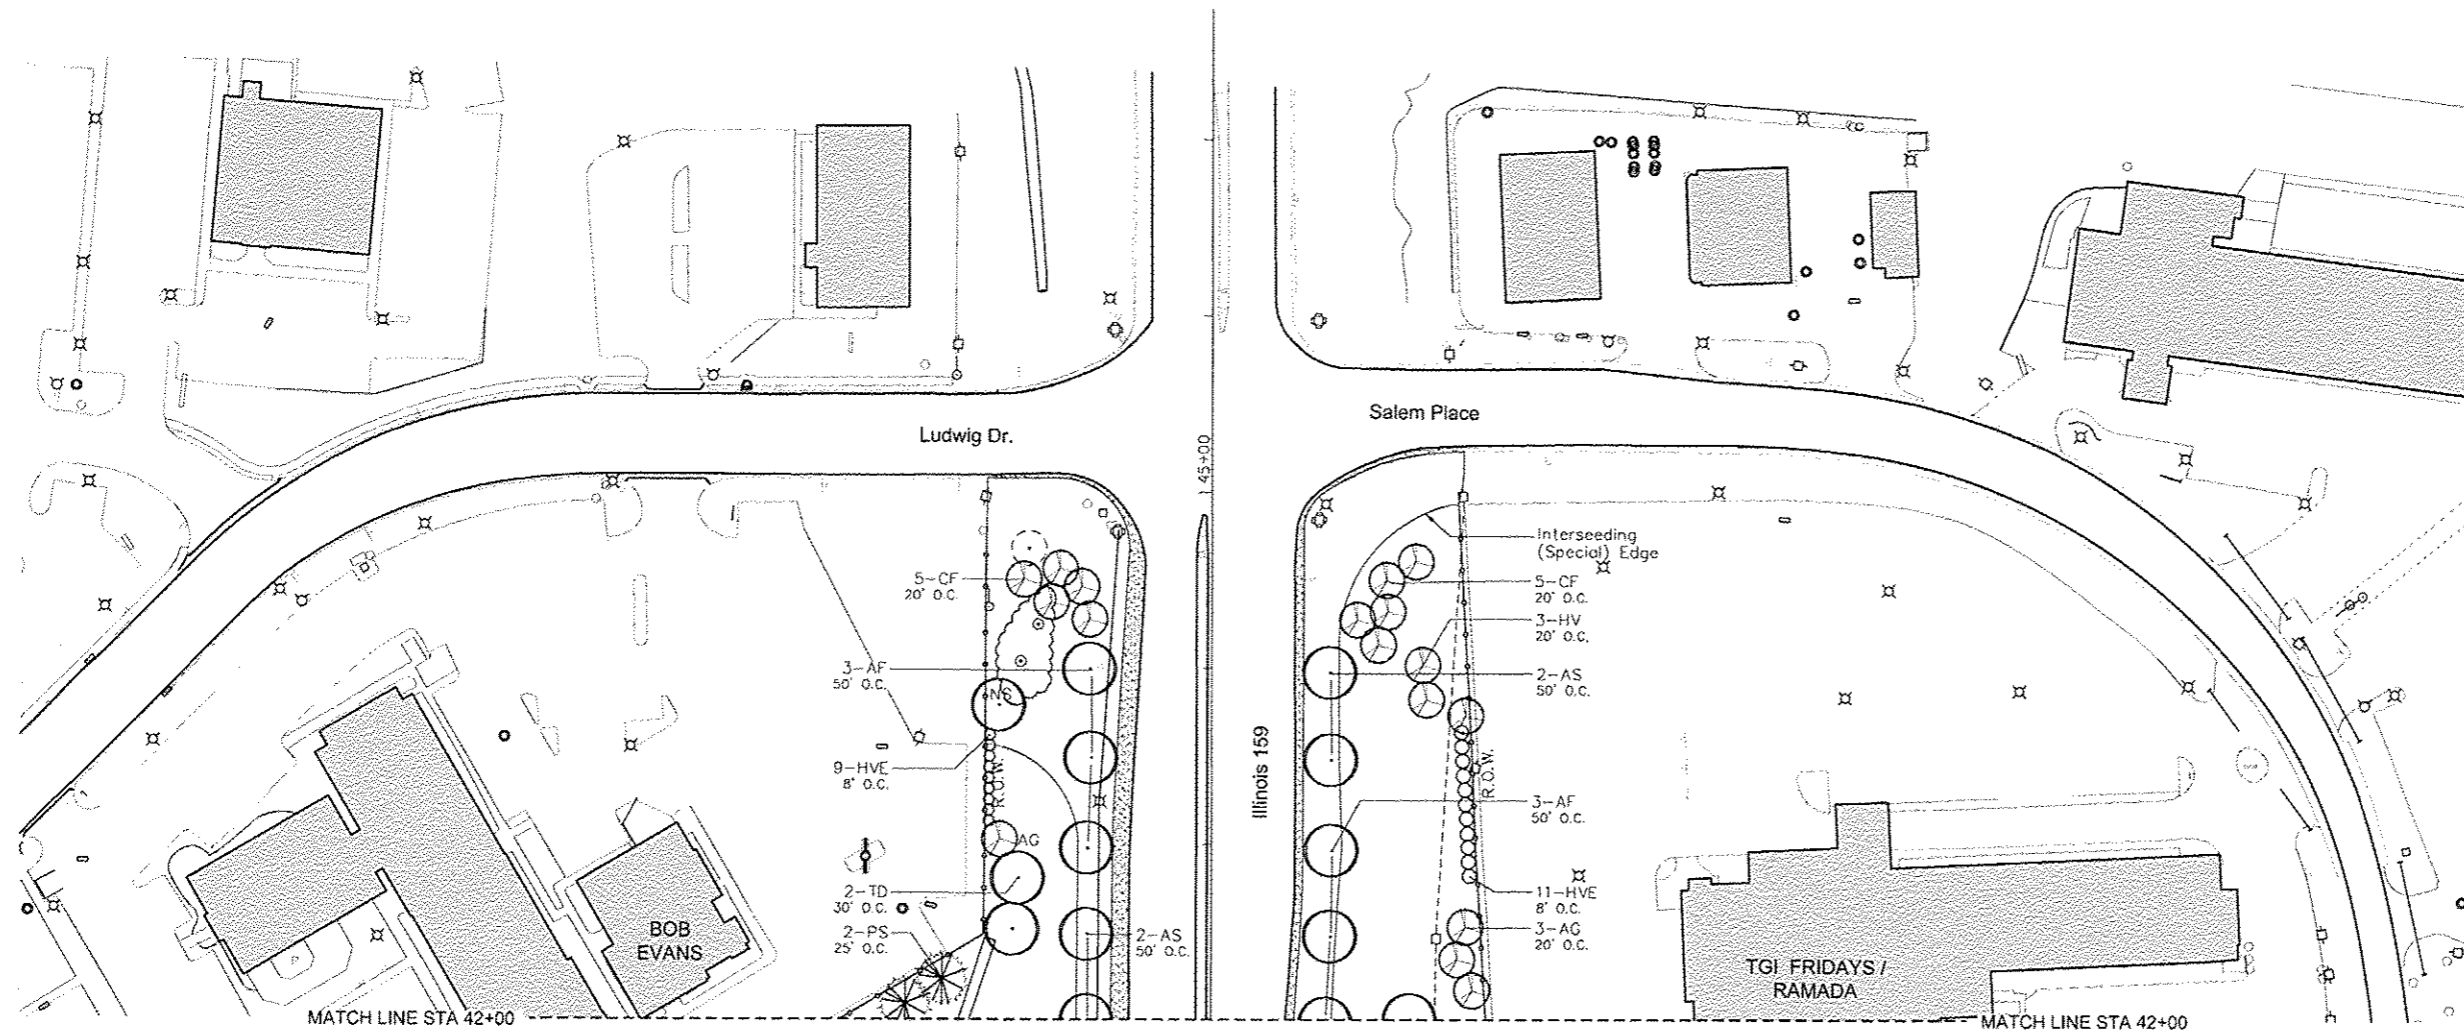 Salem Place
Ludwig Dr.
45+00
Interseeding
(Special) Edge
5-CF
20' O.C.
5-CF
20' O.C.
3-HV
20' O.C.
3-AF
50' O.C.
2-AS
50' O.C.
NS
Illinois 159
R.O.W.
R.O.W.
9-HVE
8' O.C.
3-AF
50' O.C.
AG
2-TD
30' O.C.
11-HVE
8' O.C.
2-PS
25' O.C.
2-AS
50' O.C.
3-AG
20' O.C.
BOB
EVANS
P
TGI FRIDAYS /
RAMADA
MATCH LINE STA 42+00
MATCH LINE STA 42+00